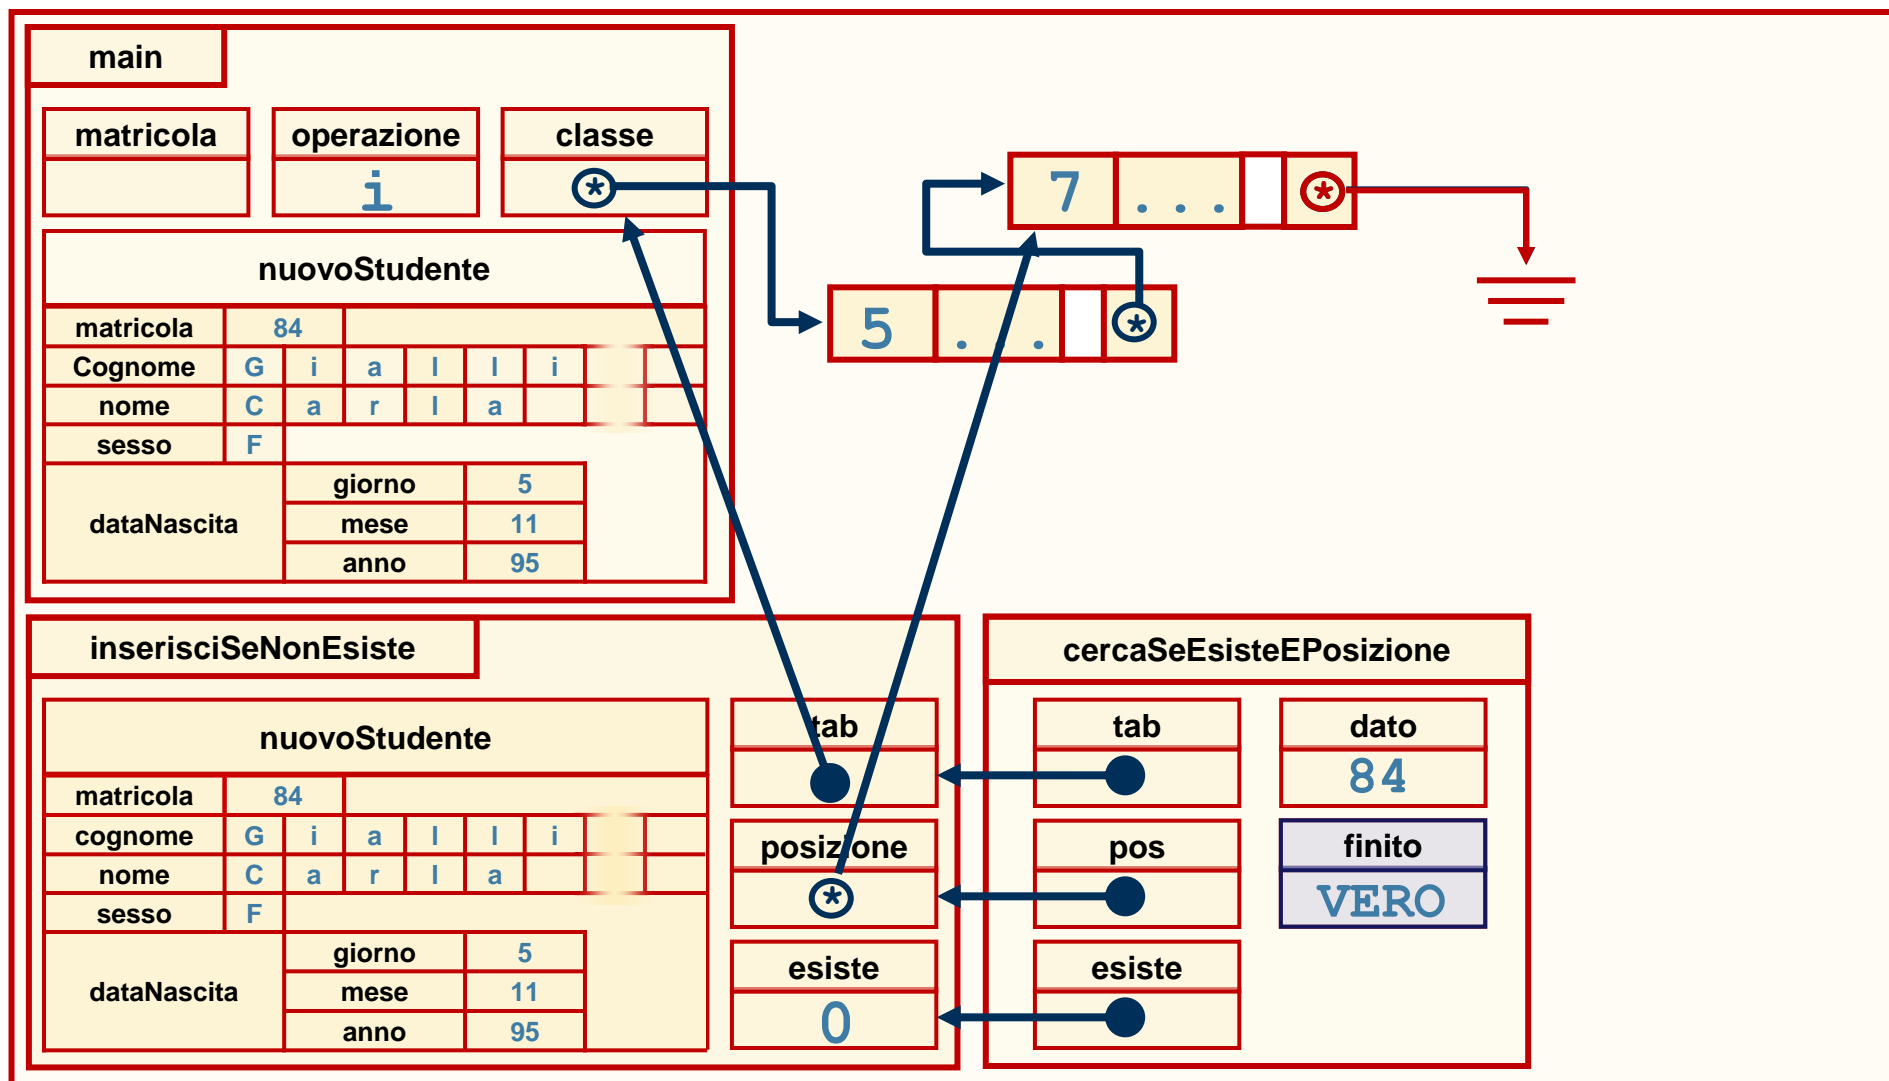 main
matricola operazione classe
i *
7 . . . *
nuovoStudente
5 . . . *
matricola 84
Cognome G i a l l i
nome C a r l a
sesso F
dataNascita giorno 5
mese 11
anno 95
inserisciSeNonEsiste
nuovoStudente
matricola 84
cognome G i a l l i
nome C a r l a
sesso F
dataNascita giorno 5
mese 11
anno 95
tab
posizione
*
esiste
0
cercaSeEsisteEPosizione
tab dato
84
pos finito
VERO
esiste